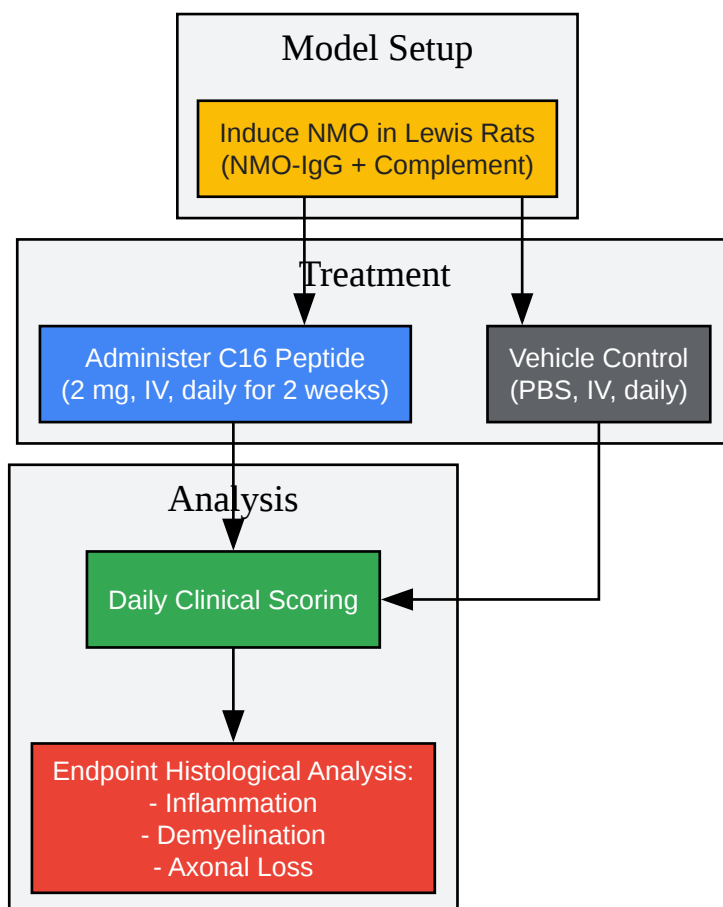 Model Setup
Induce NMO in Lewis Rats
(NMO-IgG + Complement)
Treatment
Administer C16 Peptide
(2 mg, IV, daily for 2 weeks)
Vehicle Control
(PBS, IV, daily)
Analysis
Daily Clinical Scoring
Endpoint Histological Analysis:
- Inflammation
- Demyelination
- Axonal Loss